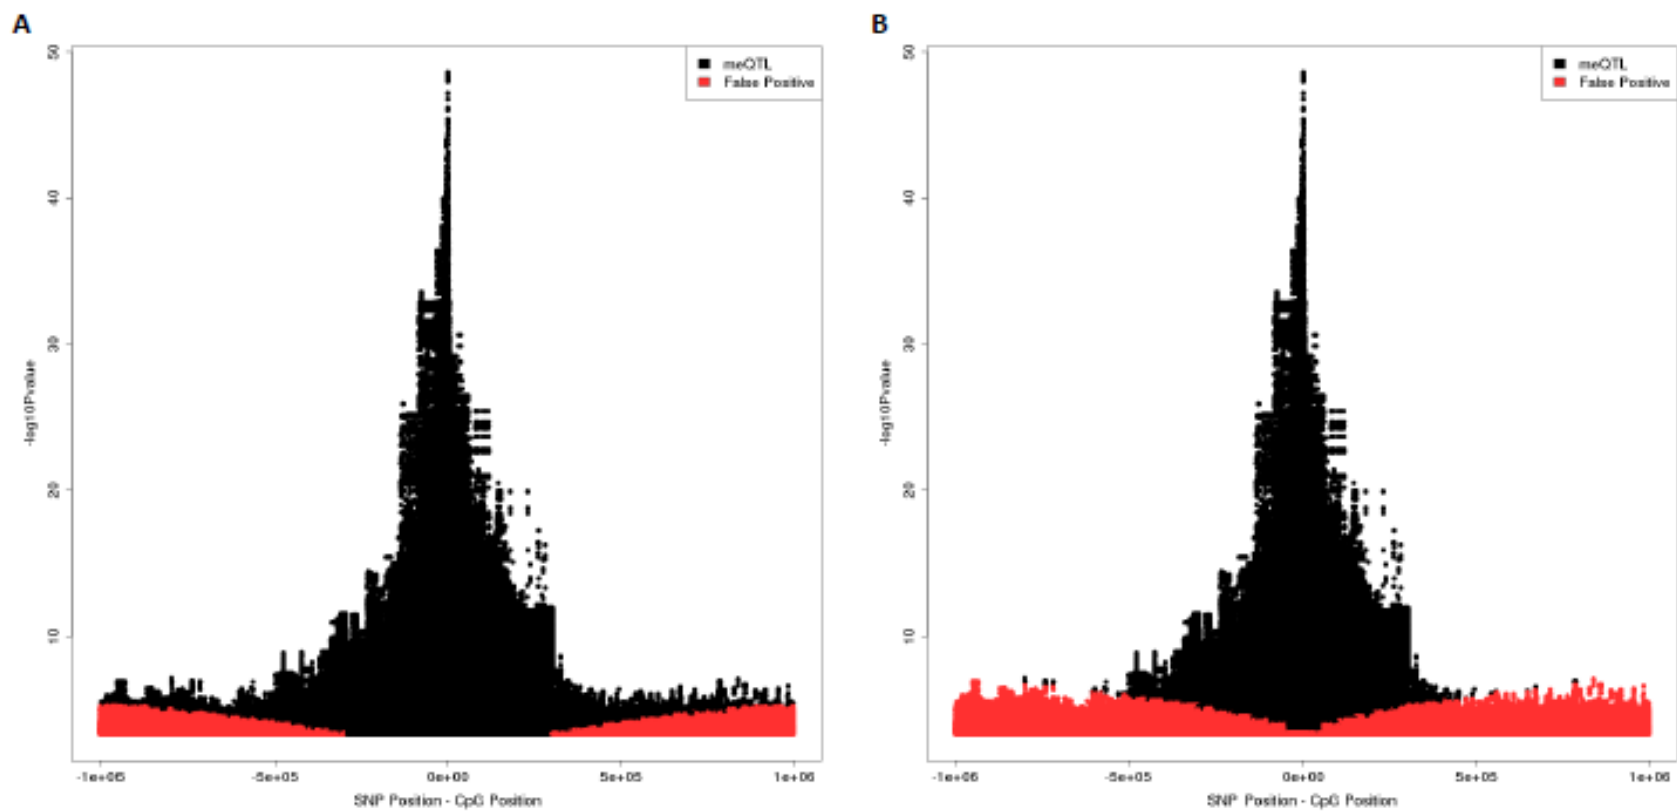 A
50
40
30
20
10
-log10Pvalue
meQTL
False Positive
-1e+06
-5e+05
0e+00
5e+05
1e+06
SNP Position - CpG Position
B
50
40
30
20
10
-log10Pvalue
meQTL
False Positive
-1e+06
-5e+05
0e+00
5e+05
1e+06
SNP Position - CpG Position